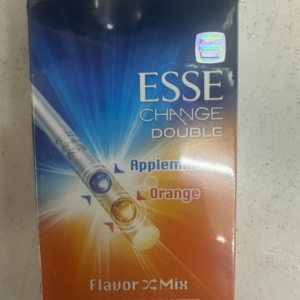 ESSE
CHANGE
DOUBLE
Orange
Flavor Mix